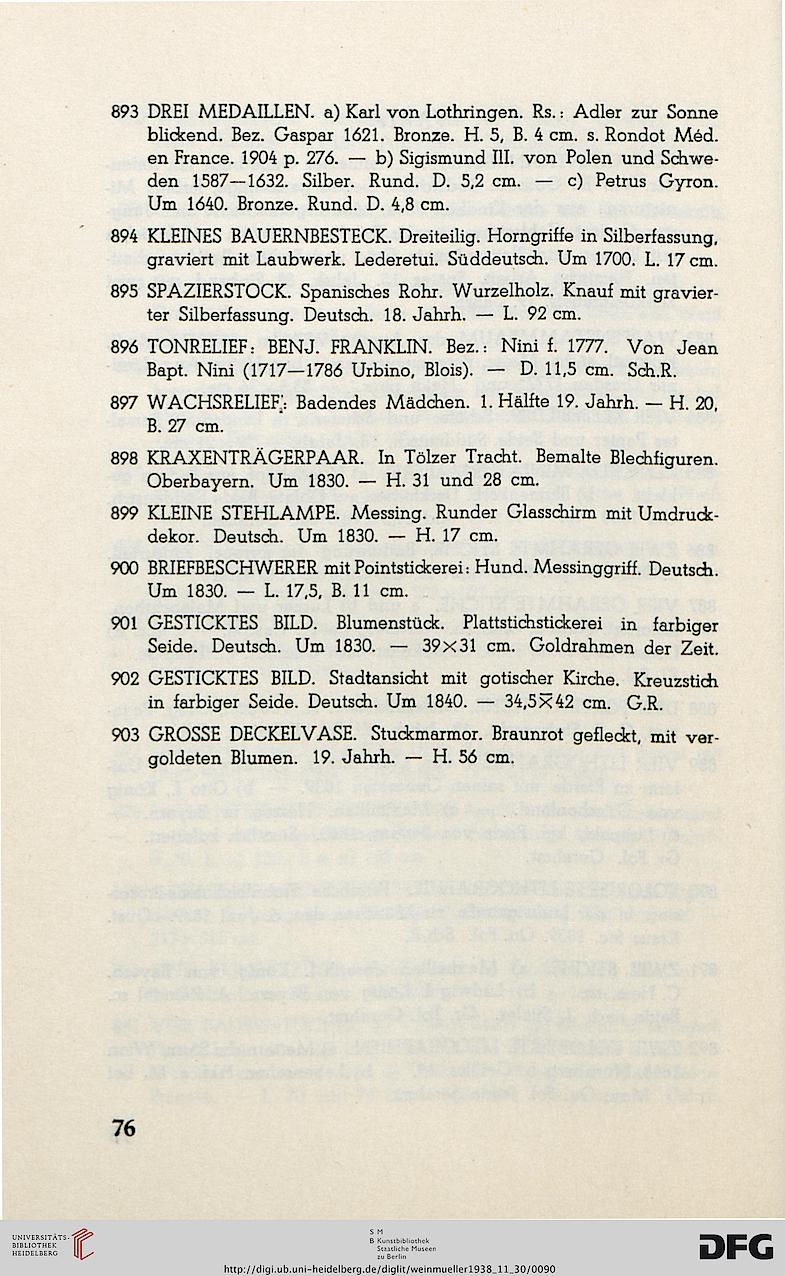 893 DREI MEDAILLEN. a) Karl von Lothringen. Rs.: Adler zur Sonne
blickend. Bez. Gaspar 1621. Bronze. H. 5, B. 4 cm. s. Rondot Méd.
en France. 1904 p. 276. — b) Sigismund III. von Polen und Schwe-
den 1587—1632. Silber. Rund. D. 5,2 cm. — c) Petrus Gyron.
Um 1640. Bronze. Rund. D. 4,8 cm.
894 KLEINES BAUERNBESTECK. Dreiteilig. Horngriffe in Silberfassung,
graviert mit Laubwerk. Lederetui. Süddeutsch. Um 1700. L. 17 cm.
895 SPAZIERSTOCK. Spanisches Rohr. Wurzelholz. Knauf mit gravier-
ter Silberfassung. Deutsch. 18. Jahrh. — L. 92 cm.
896 TONRELIEF: BENJ. FRANKLIN. Bez.: Nini f. 1777. Von Jean
Bapt. Nini (1717—1786 Urbino, Blois). — D. 11,5 cm. Sch.R.
897 WACHSRELIEF: Badendes Mädchen. 1. Hälfte 19. Jahrh. — H. 20,
B. 27 cm.
898 KRAXENTRÄGERPAAR. In Tölzer Tracht. Bemalte Blechfiguren.
Oberbayern. Um 1830. — H. 31 und 28 cm.
899 KLEINE STEHLAMPE. Messing. Runder Glasschirm mit Umdruck-
dekor. Deutsch. Um 1830. — H. 17 cm.
900 BRIEFBESCHWERER mit Pointstickerei: Hund. Messinggriff. Deutsch.
Um 1830. — L. 17,5, B. 11 cm.
901 GESTICKTES BILD. Blumenstück. Plattstichstickerei in farbiger
Seide. Deutsch. Um 1830. — 39×31 cm. Goldrahmen der Zeit.
902 GESTICKTES BILD. Stadtansicht mit gotischer Kirche. Kreuzstich
in farbiger Seide. Deutsch. Um 1840. — 34,5×42 cm. G.R.
903 GROSSE DECKELVASE. Stuckmarmor. Braunrot gefleckt, mit ver-
goldeten Blumen. 19. Jahrh. — H. 56 cm.
76
UNIVERSITÄTS-
BIBLIOTHEK
HEIDELBERG
S M
B Kunstbibliothek
Staatliche Museen
zu Berlin
DFG
http://digi.ub.uni-heidelberg.de/diglit/weinmueller1938_11_30/0090